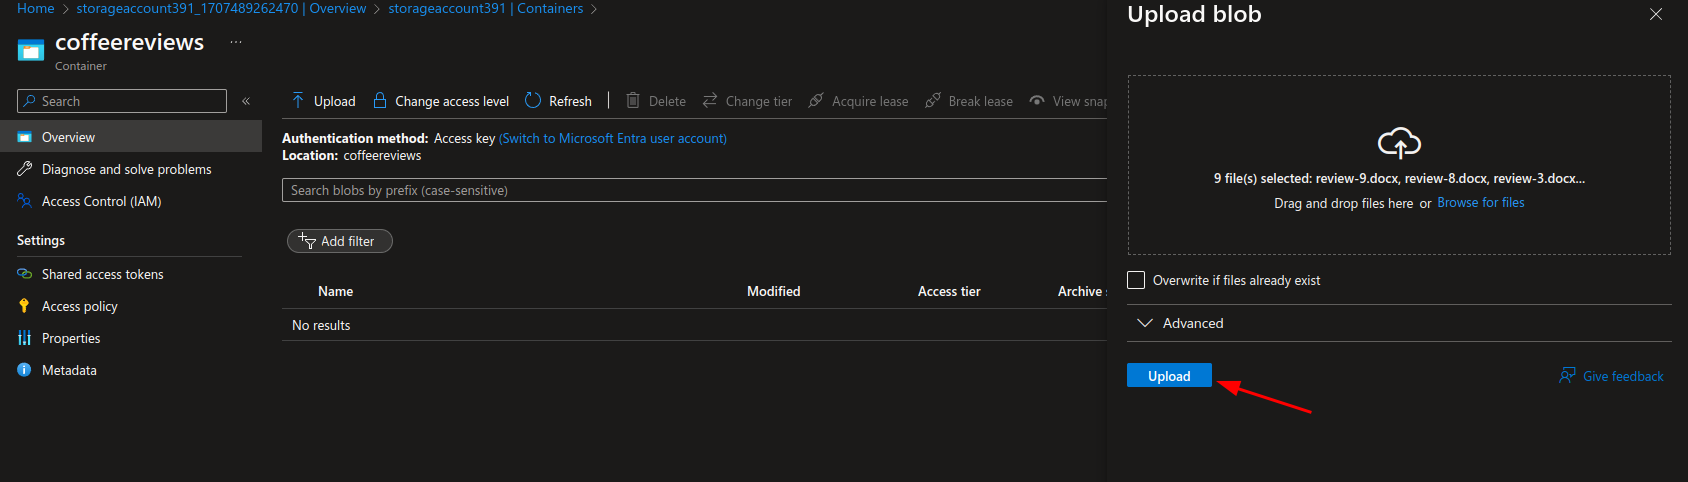 Home > storageaccount391_1707489262470 | Overview > storageaccount391 | Containers >
coffeereviews ...
Container
Search «
Overview
Diagnose and solve problems
Access Control (IAM)
Settings
Shared access tokens
Access policy
Properties
Metadata
Upload Change access level Refresh Delete Change tier Acquire lease Break lease View snap
Authentication method: Access key (Switch to Microsoft Entra user account)
Location: coffeereviews
Search blobs by prefix (case-sensitive)
Add filter
Name Modified Access tier Archive s
No results
Upload blob
9 file(s) selected: review-9.docx, review-8.docx, review-3.docx...
Drag and drop files here or Browse for files
Overwrite if files already exist
Advanced
Upload
Give feedback